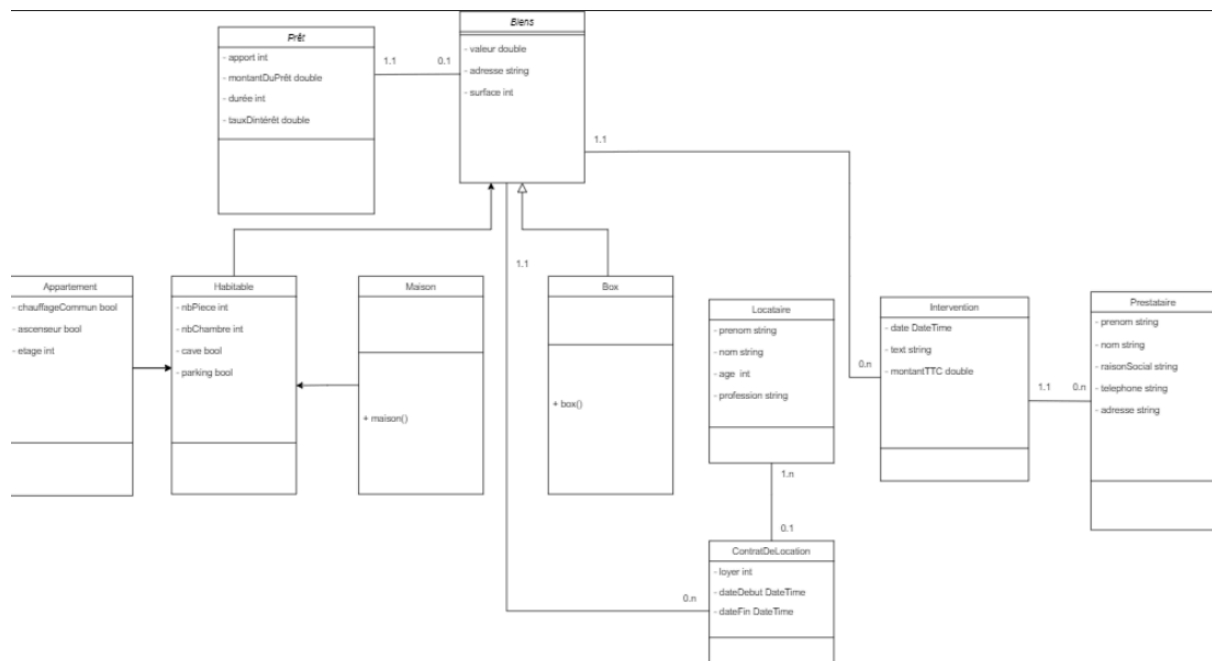 Prêt
- apport int
- montantDuPrêt double
- durée int
- tauxDintérêt double
1.1
0.1
Biens
- valeur double
- adresse string
- surface int
1.1
1.1
Appartement
- chauffageCommun bool
- ascenseur bool
- etage int
Habitable
- nbPiece int
- nbChambre int
- cave bool
- parking bool
Maison
+ maison()
Box
+ box()
Locataire
- prenom string
- nom string
- age int
- profession string
1.n
0.1
0.n
Intervention
- date DateTime
- text string
- montantTTC double
1.1
0.n
Prestataire
- prenom string
- nom string
- raisonSocial string
- telephone string
- adresse string
0.n
ContratDeLocation
- loyer int
- dateDebut DateTime
- dateFin DateTime